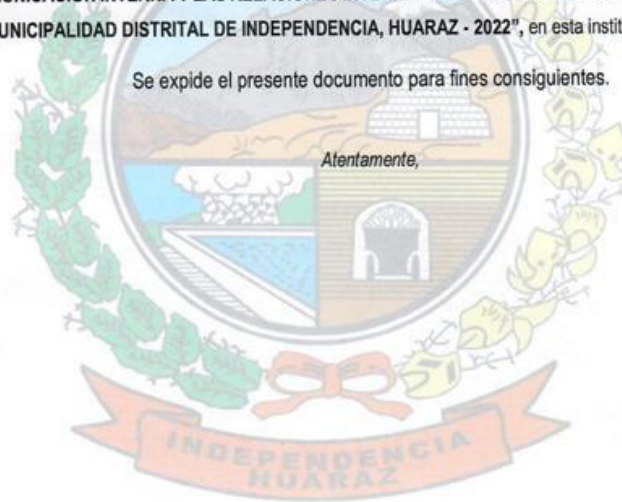 UNICIPALIDAD DISTRITAL DE INDEPENDENCIA, HUARAZ - 2022", en esta instit
Se expide el presente documento para fines consiguientes.
Atentamente,
INDEPENDENCIA
HUARAZ